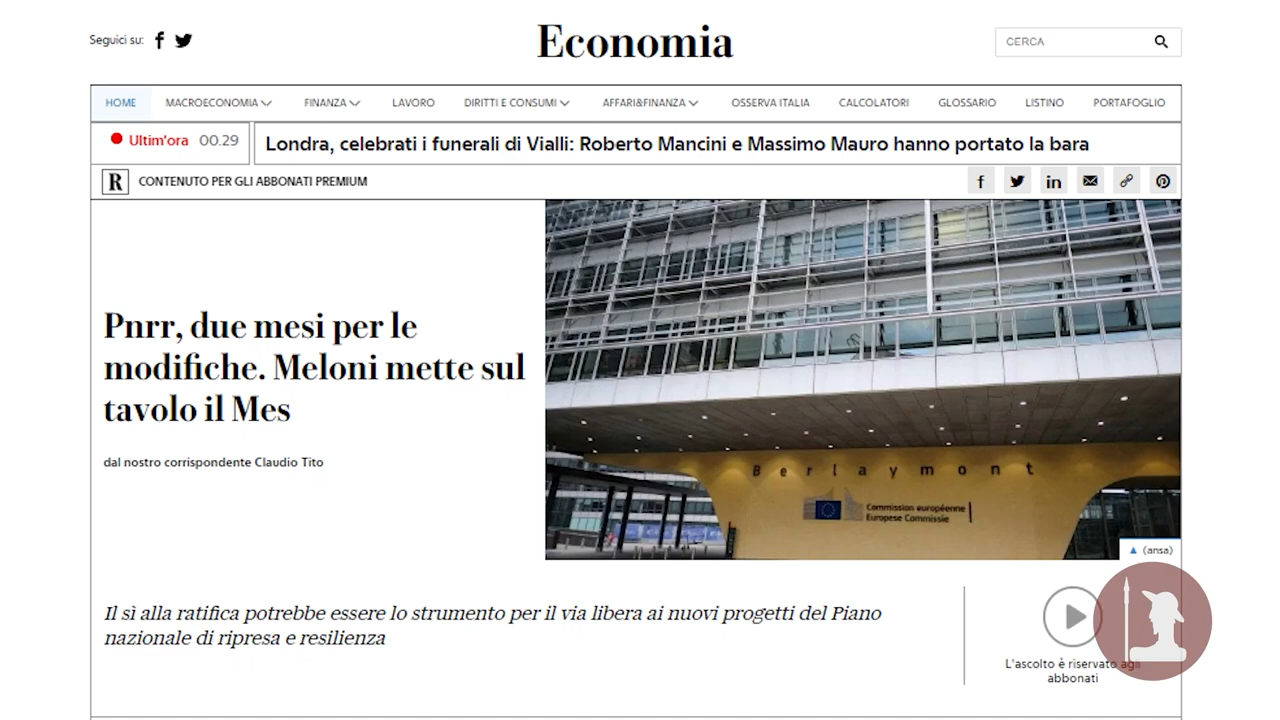 Seguici su:
Economia
CERCA
HOME MACROECONOMIA FINANZA LAVORO DIRITTI E CONSUMI AFFARI&FINANZA OSSERVA ITALIA CALCOLATORI GLOSSARIO LISTINO PORTAFOGLIO
Ultim'ora 00.29 Londra, celebrati i funerali di Vialli: Roberto Mancini e Massimo Mauro hanno portato la bara
R CONTENUTO PER GLI ABBONATI PREMIUM
Pnrr, due mesi per le
modifiche. Meloni mette sul
tavolo il Mes
dal nostro corrispondente Claudio Tito
Berlaymont
Commission européenne
Europese Commissie
(ansa)
Il sì alla ratifica potrebbe essere lo strumento per il via libera ai nuovi progetti del Piano
nazionale di ripresa e resilienza
L'ascolto è riservato agli
abbonati